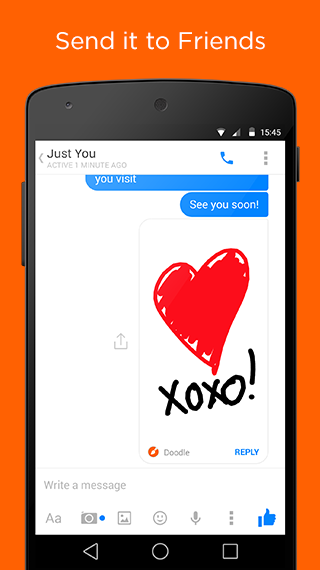 Send it to Friends
15:45
Just You
ACTIVE 1 MINUTE AGO
you visit
See you soon!
xoxo!
Doodle
REPLY
Write a message
Aa